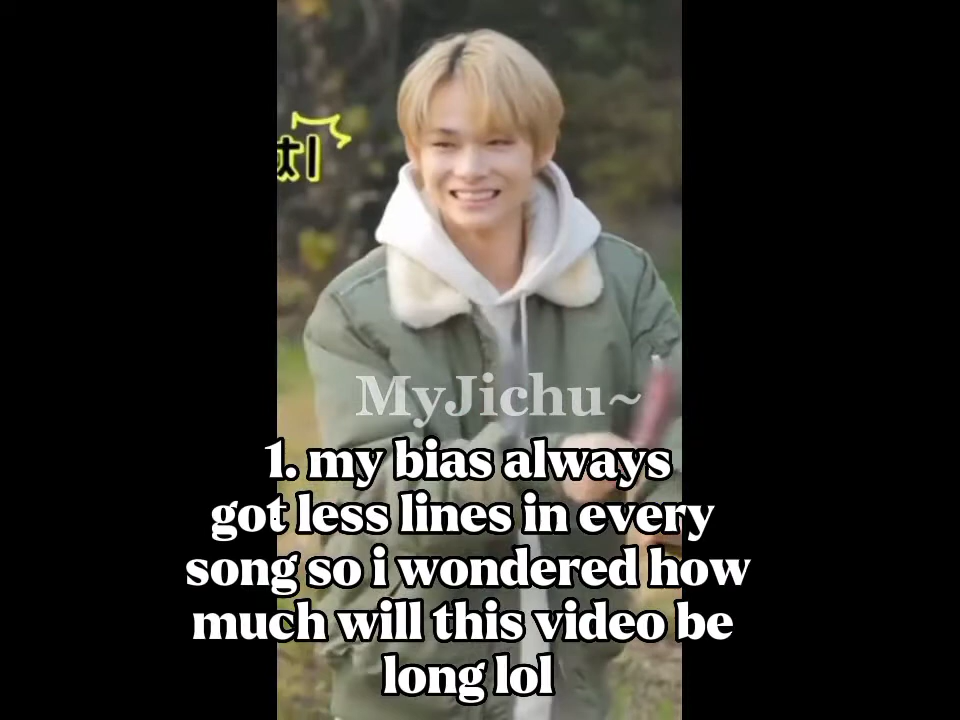 MyJichu~
1. my bias always
got less lines in every
song so i wondered how
much will this video be
long lol